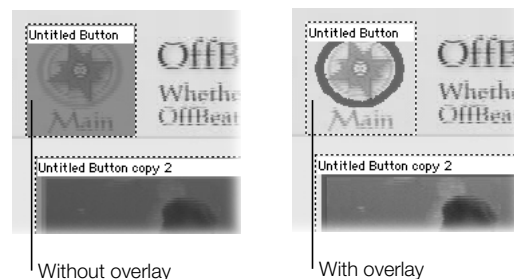 Untitled Button
OffB
Whethe
OffBea
Main
Untitled Button copy 2
Without overlay
Untitled Button
Off
Wheth
OffBea
Main
Untitled Button copy 2
With overlay